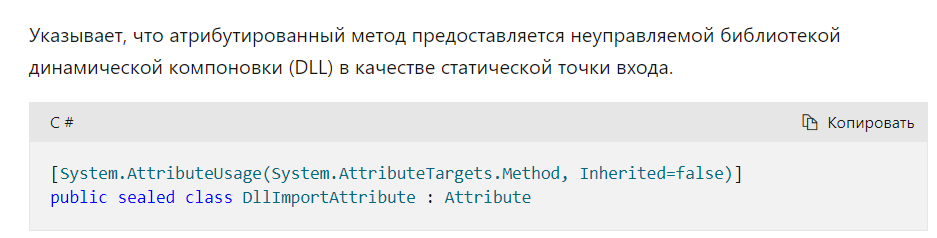 Указывает, что атрибутированный метод предоставляется неуправляемой библиотекой
динамической компоновки (DLL) в качестве статической точки входа.
C #
Копировать
[System.AttributeUsage(System.AttributeTargets.Method, Inherited=false)]
public sealed class DllImportAttribute : Attribute